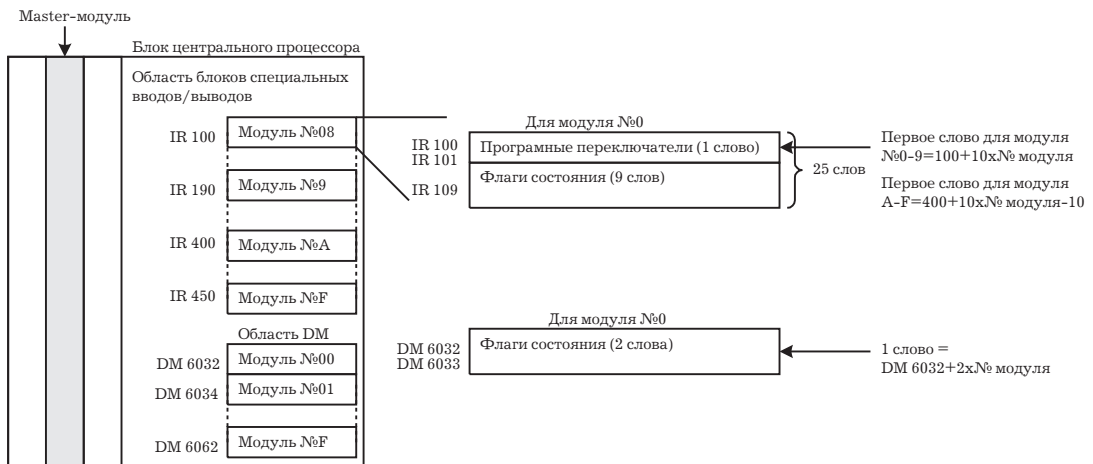 Master-модуль
Блок центрального процессора
Область блоков специальных
вводов/выводов
IR 100
Модуль №08
IR 190
Модуль №9
IR 400
Модуль №A
IR 450
Модуль №F
Область DM
DM 6032
Модуль №00
DM 6034
Модуль №01
DM 6062
Модуль №F
Для модуля №0
IR 100
IR 101
IR 109
Програмные переключатели (1 слово)
Флаги состояния (9 слов)
25 слов
Первое слово для модуля
№0-9=100+10x№ модуля
Первое слово для модуля
A-F=400+10x№ модуля-10
Для модуля №0
DM 6032
DM 6033
Флаги состояния (2 слова)
1 слово =
DM 6032+2x№ модуля